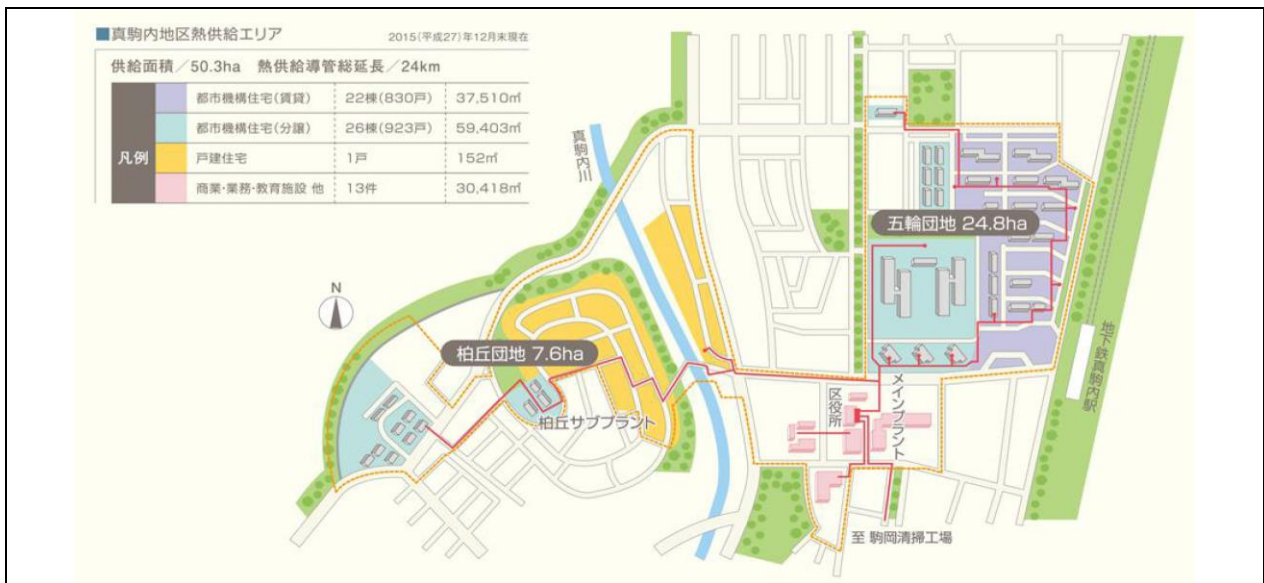 ■真駒内地区熱供給エリア
2015(平成27)年12月末現在
供給面積／50.3ha 熱供給導管総延長／24km
凡例
都市機構住宅(賃貸) 22棟(830戸) 37,510㎡
都市機構住宅(分譲) 26棟(923戸) 59,403㎡
戸建住宅 1戸 152㎡
商業・業務・教育施設 他 13件 30,418㎡
真駒内川
五輪団地 24.8ha
N
柏丘団地 7.6ha
地下鉄真駒内駅
柏丘サブプラント
区役所
メインプラント
至 駒岡清掃工場